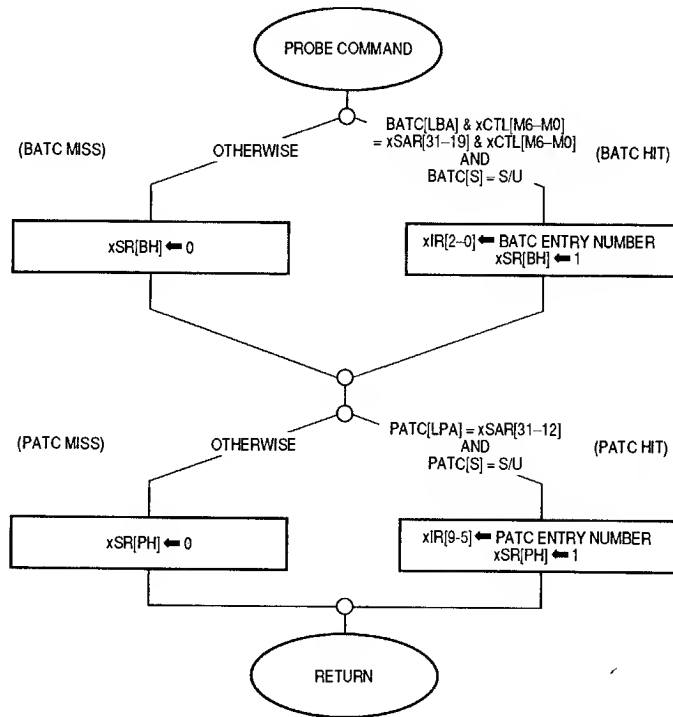 PROBE COMMAND
BATC[LBA] & xCTL[M6–M0]
= xSAR[31–19] & xCTL[M6–M0]
AND
BATC[S] = S/U
(BATC MISS)
OTHERWISE
(BATC HIT)
xSR[BH] ⬅ 0
xIR[2–0] ⬅ BATC ENTRY NUMBER
xSR[BH] ⬅ 1
(PATC MISS)
OTHERWISE
PATC[LPA] = xSAR[31–12]
AND
PATC[S] = S/U
(PATC HIT)
xSR[PH] ⬅ 0
xIR[9-5] ⬅ PATC ENTRY NUMBER
xSR[PH] ⬅ 1
RETURN